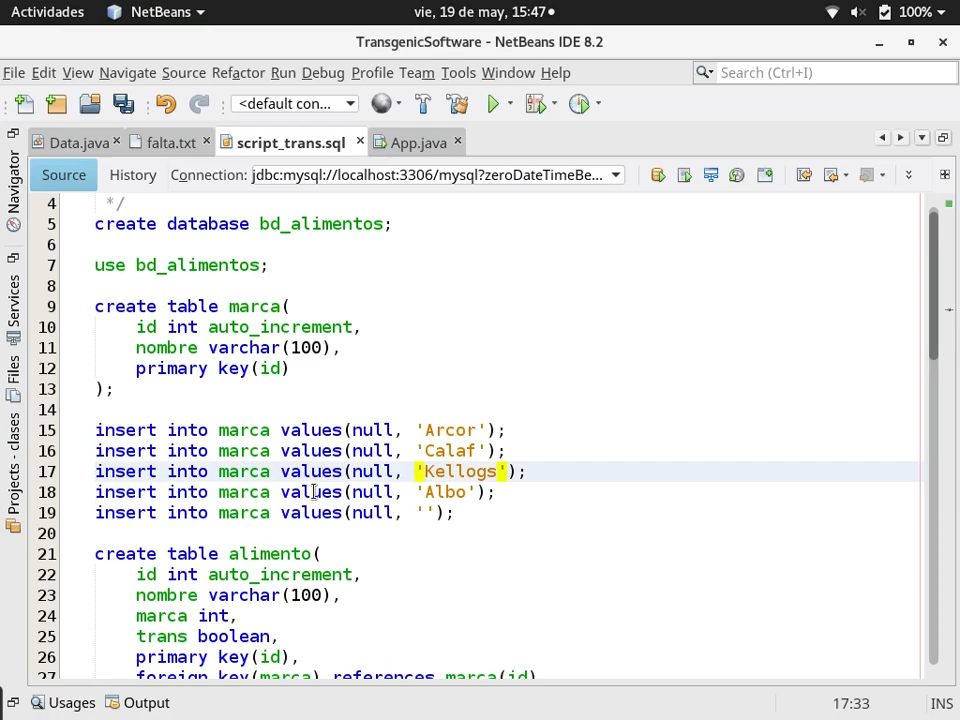 Actividades NetBeans vie, 19 de may, 15:47 100%
TransgenicSoftware - NetBeans IDE 8.2
File Edit View Navigate Source Refactor Run Debug Profile Team Tools Window Help Search (Ctrl+I)
<default con...
Data.java falta.txt script_trans.sql App.java
Source History Connection: jdbc:mysql://localhost:3306/mysql?zeroDateTimeBe...
Navigator
Services
Files
Projects - clases
4 */
5 create database bd_alimentos;
6
7 use bd_alimentos;
8
9 create table marca(
10 id int auto_increment,
11 nombre varchar(100),
12 primary key(id)
13 );
14
15 insert into marca values(null, 'Arcor');
16 insert into marca values(null, 'Calaf');
17 insert into marca values(null, 'Kellogs');
18 insert into marca values(null, 'Albo');
19 insert into marca values(null, '');
20
21 create table alimento(
22 id int auto_increment,
23 nombre varchar(100),
24 marca int,
25 trans boolean,
26 primary key(id),
27 foreign key(marca) references marca(id)
Usages Output 17:33 INS